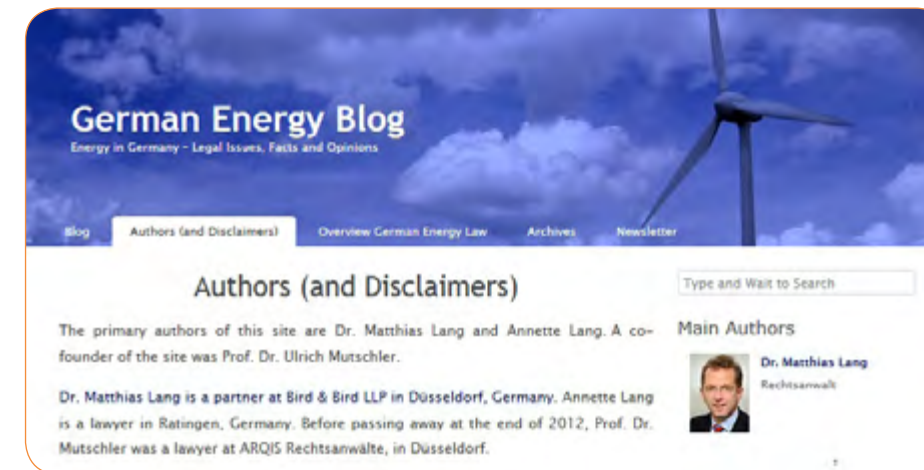 German Energy Blog
Energy in Germany – Legal Issues, Facts and Opinions
Blog
Authors (and Disclaimers)
Overview German Energy Law
Archives
Newsletter
Authors (and Disclaimers)
Type and Wait to Search
The primary authors of this site are Dr. Matthias Lang and Annette Lang. A co-
founder of the site was Prof. Dr. Ulrich Mutschler.
Dr. Matthias Lang is a partner at Bird & Bird LLP in Düsseldorf, Germany. Annette Lang
is a lawyer in Ratingen, Germany. Before passing away at the end of 2012, Prof. Dr.
Mutschler was a lawyer at ARQIS Rechtsanwälte, in Düsseldorf.
Main Authors
Dr. Matthias Lang
Rechtsanwalt